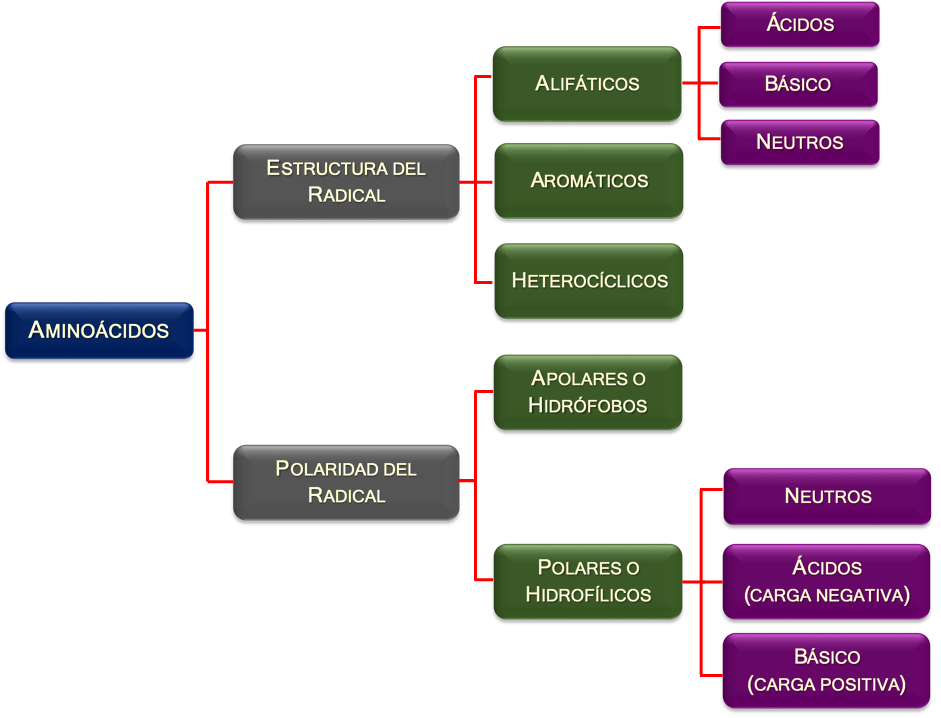 ÁCIDOS
ALIFÁTICOS
BÁSICO
NEUTROS
ESTRUCTURA DEL
RADICAL
AROMÁTICOS
HETEROCÍCLICOS
AMINOÁCIDOS
APOLARES O
HIDRÓFOBOS
POLARIDAD DEL
RADICAL
NEUTROS
POLARES O
HIDROFÍLICOS
ÁCIDOS
(CARGA NEGATIVA)
BÁSICO
(CARGA POSITIVA)